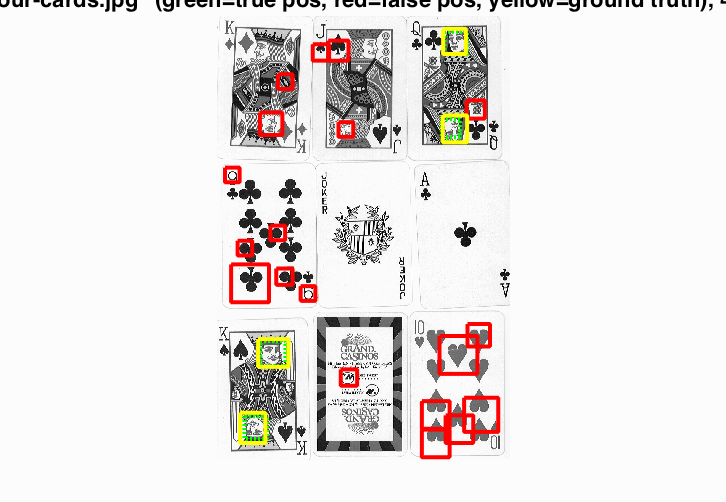 our-cards.jpg" (green=true pos, red=false pos, yellow=ground truth), 4
K
J
Q
K
J
Q
JOKER
A
JOKER
A
K
10
GRAND
CASINOS
CASINOS
GRAND
K
10